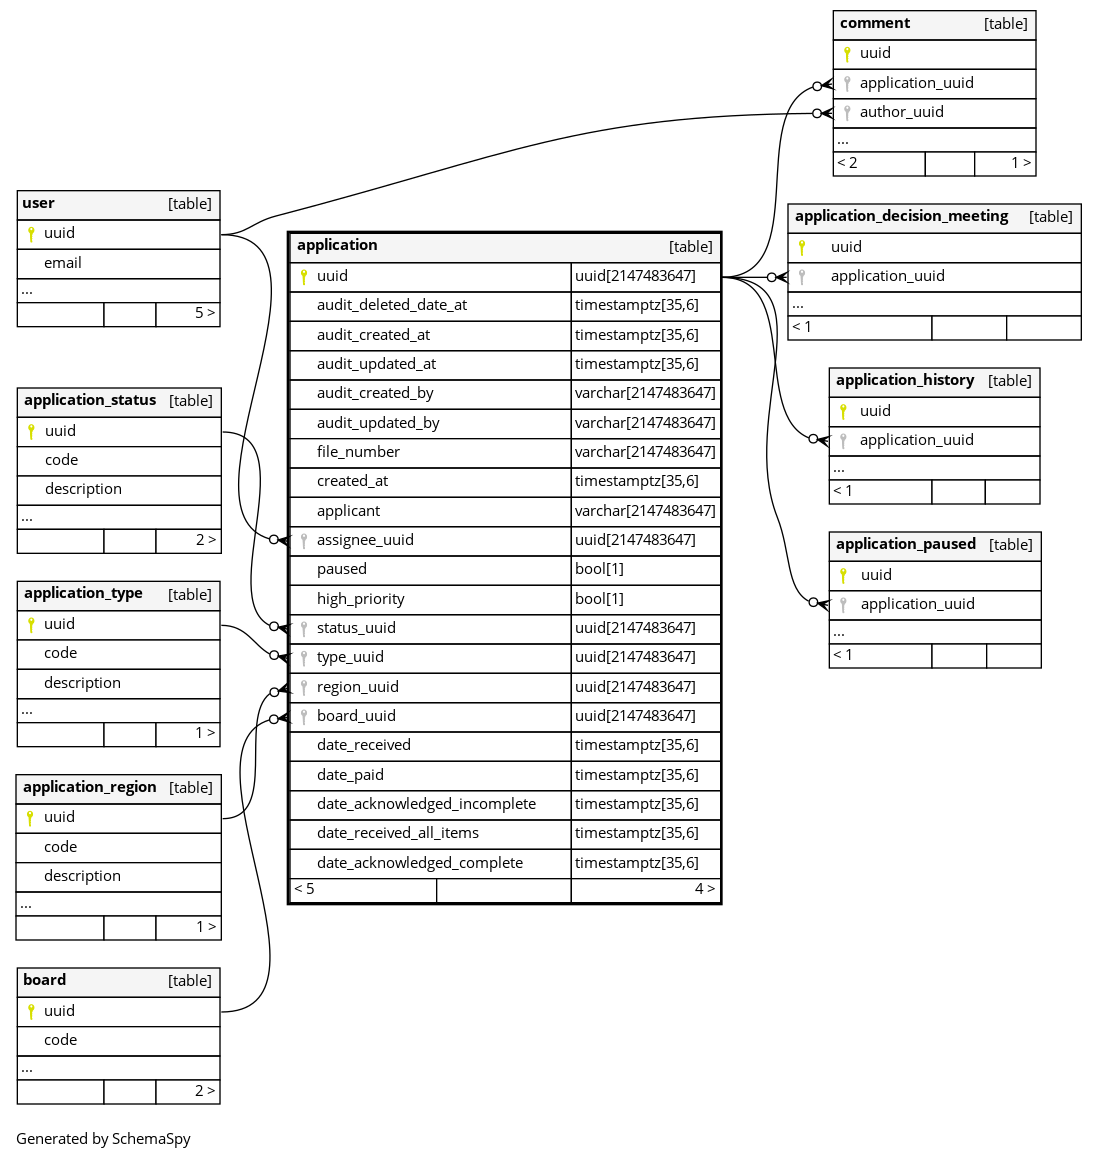 comment [table]
uuid
application_uuid
author_uuid
...
< 2 1 >
application_decision_meeting [table]
uuid
application_uuid
...
< 1
application_history [table]
uuid
application_uuid
...
< 1
application_paused [table]
uuid
application_uuid
...
< 1
user [table]
uuid
email
...
5 >
application_status [table]
uuid
code
description
...
2 >
application_type [table]
uuid
code
description
...
1 >
application_region [table]
uuid
code
description
...
1 >
board [table]
uuid
code
...
2 >
application [table]
uuid uuid[2147483647]
audit_deleted_date_at timestamptz[35,6]
audit_created_at timestamptz[35,6]
audit_updated_at timestamptz[35,6]
audit_created_by varchar[2147483647]
audit_updated_by varchar[2147483647]
file_number varchar[2147483647]
created_at timestamptz[35,6]
applicant varchar[2147483647]
assignee_uuid uuid[2147483647]
paused bool[1]
high_priority bool[1]
status_uuid uuid[2147483647]
type_uuid uuid[2147483647]
region_uuid uuid[2147483647]
board_uuid uuid[2147483647]
date_received timestamptz[35,6]
date_paid timestamptz[35,6]
date_acknowledged_incomplete timestamptz[35,6]
date_received_all_items timestamptz[35,6]
date_acknowledged_complete timestamptz[35,6]
< 5 4 >
Generated by SchemaSpy